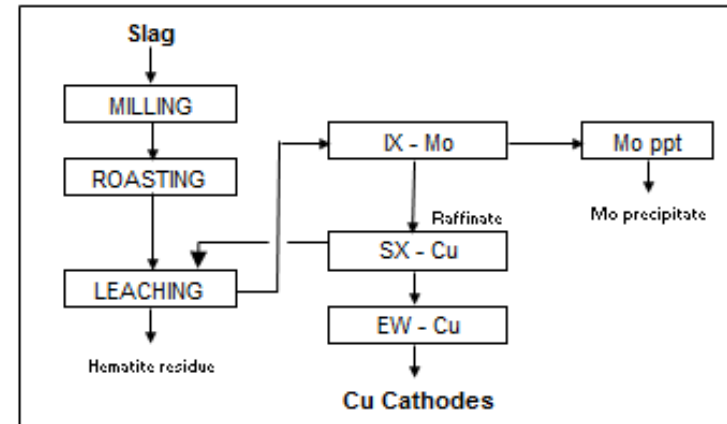 Slag
MILLING
ROASTING
LEACHING
Hematite residue
IX - Mo
Raffinate
SX - Cu
EW - Cu
Cu Cathodes
Mo ppt
Mo precipitate